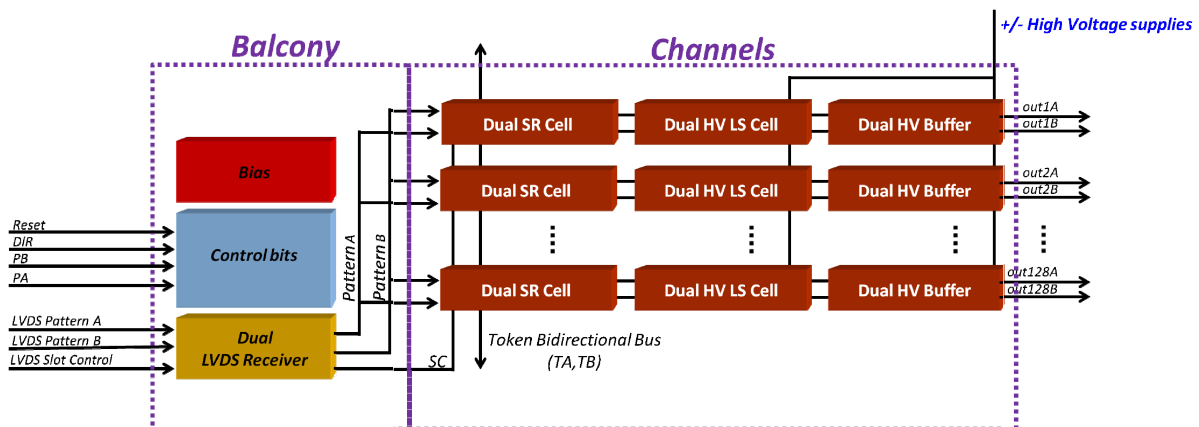 +/- High Voltage supplies
Balcony
Channels
Dual SR Cell
Dual HV LS Cell
Dual HV Buffer
out1A
out1B
Bias
Dual SR Cell
Dual HV LS Cell
Dual HV Buffer
out2A
out2B
Reset
DIR
PB
PA
Control bits
Pattern A
Pattern B
Dual SR Cell
Dual HV LS Cell
Dual HV Buffer
out128A
out128B
LVDS Pattern A
LVDS Pattern B
LVDS Slot Control
Dual
LVDS Receiver
SC
Token Bidirectional Bus
(TA,TB)